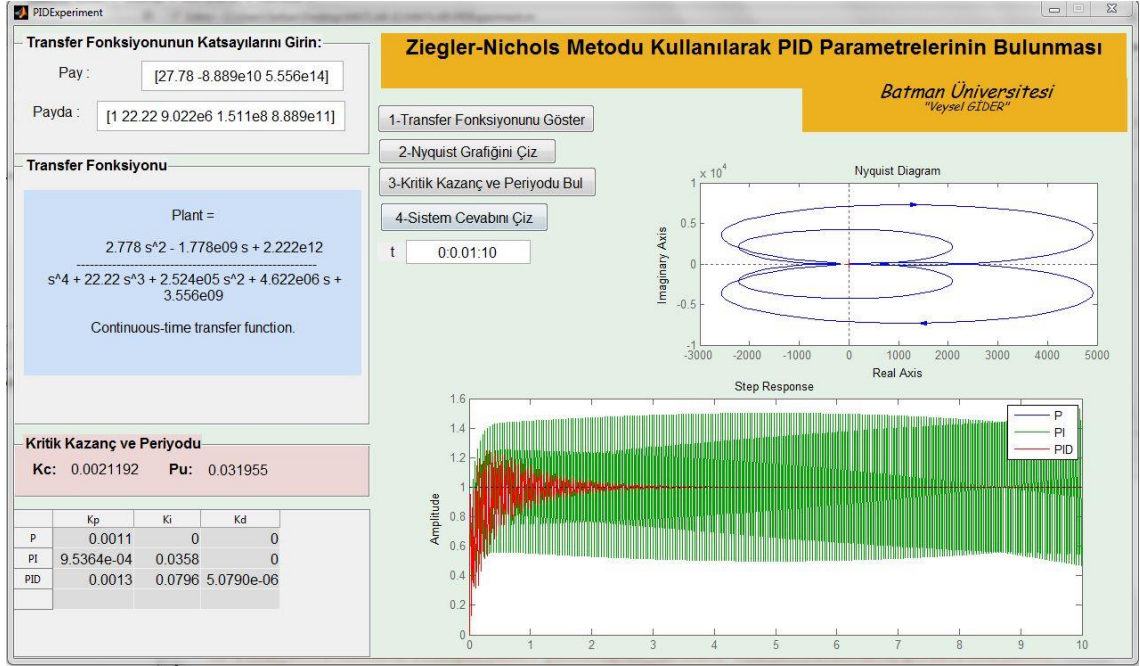 PIDExperiment
Transfer Fonksiyonunun Katsayılarını Girin:
Pay :
[27.78 -8.889e10 5.556e14]
Payda :
[1 22.22 9.022e6 1.511e8 8.889e11]
Transfer Fonksiyonu
Plant =
2.778 s^2 - 1.778e09 s + 2.222e12
----------------------------------------------------
s^4 + 22.22 s^3 + 2.524e05 s^2 + 4.622e06 s +
3.556e09
Continuous-time transfer function.
Kritik Kazanç ve Periyodu
Kc: 0.0021192 Pu: 0.031955
Kp Ki Kd
P 0.0011 0 0
PI 9.5364e-04 0.0358 0
PID 0.0013 0.0796 5.0790e-06
Ziegler-Nichols Metodu Kullanılarak PID Parametrelerinin Bulunması
Batman Üniversitesi
"Veysel GİDER"
1-Transfer Fonksiyonunu Göster
2-Nyquist Grafiğini Çiz
3-Kritik Kazanç ve Periyodu Bul
4-Sistem Cevabını Çiz
t 0:0.01:10
Nyquist Diagram
x 10^4
1
0.5
0
-0.5
-1
Imaginary Axis
-3000 -2000 -1000 0 1000 2000 3000 4000 5000
Real Axis
Step Response
1.6
1.4
1.2
1
0.8
0.6
0.4
0.2
0
Amplitude
P
PI
PID
0 1 2 3 4 5 6 7 8 9 10